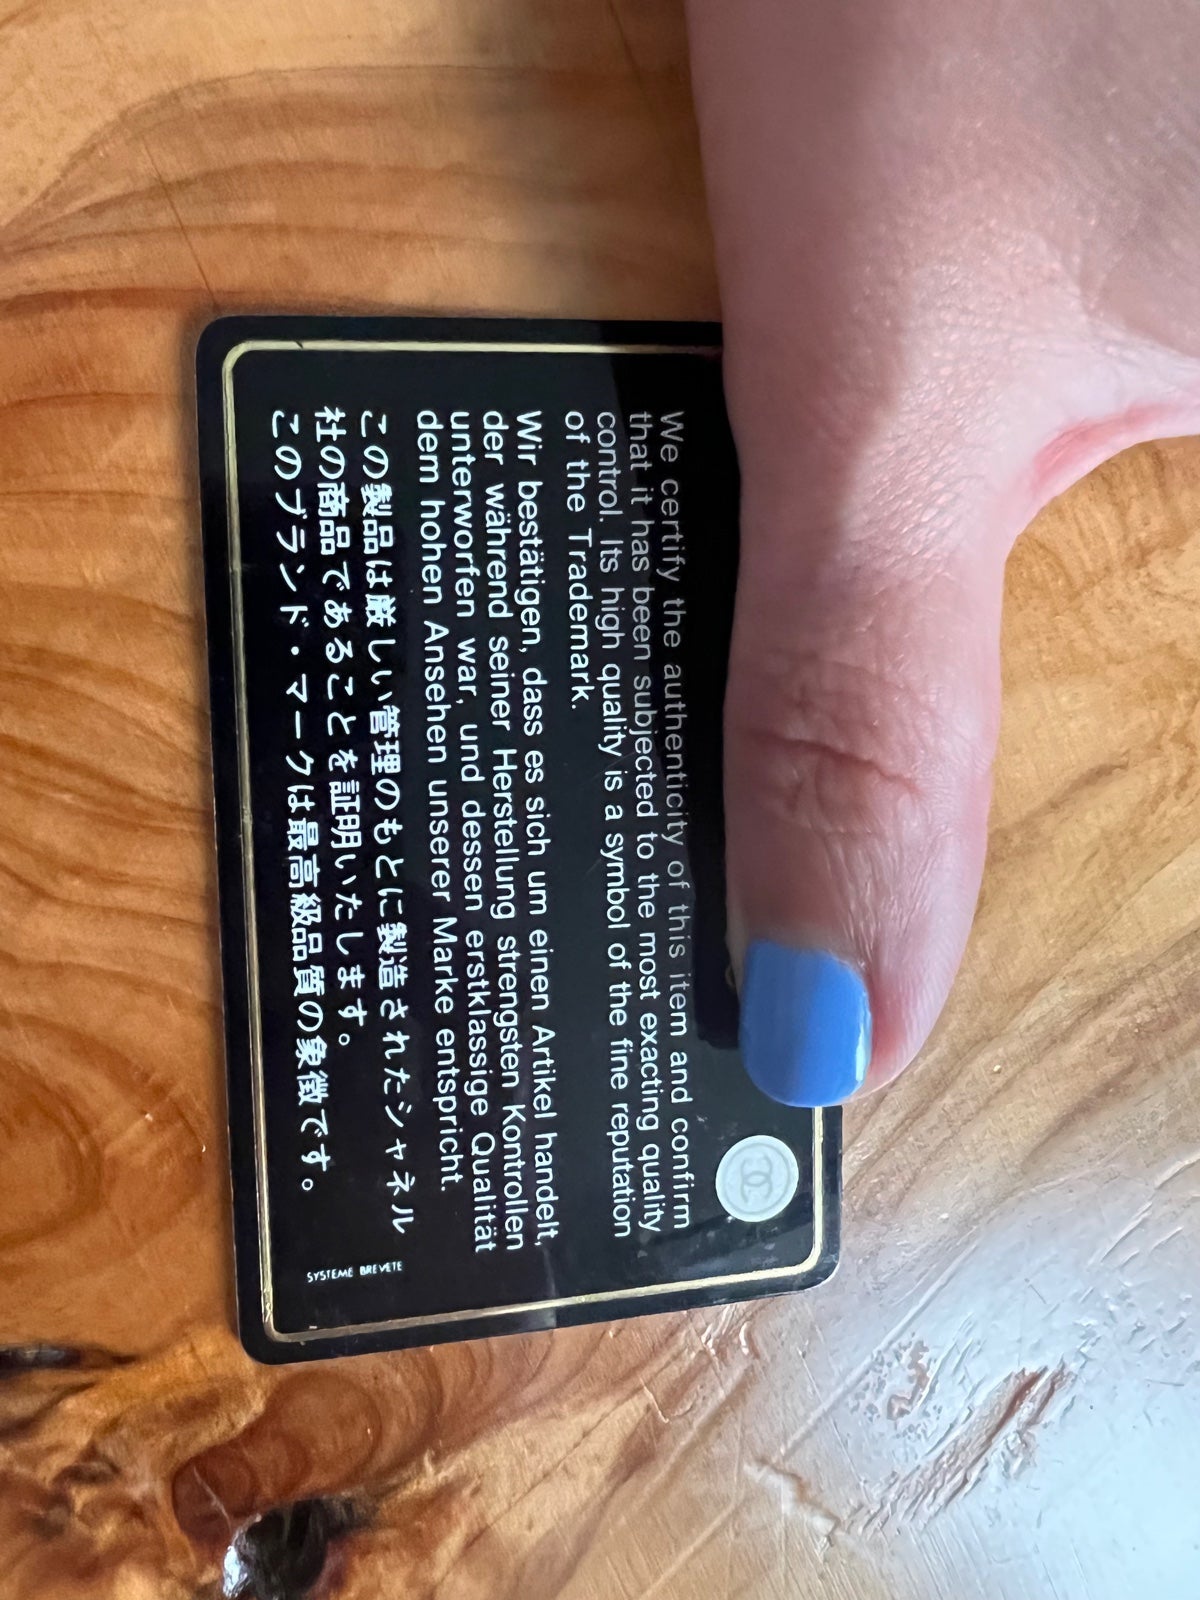 We certify the authenticity of this item and confirm
that it has been subjected to the most exacting quality
control. Its high quality is a symbol of the fine reputation
of the Trademark.
Wir bestätigen, dass es sich um einen Artikel handelt,
der während seiner Herstellung strengsten Kontrollen
unterworfen war, und dessen erstklassige Qualität
dem hohen Ansehen unserer Marke entspricht.
この製品は厳しい管理のもとに製造されたシャネル
社の商品であることを証明いたします。
このブランド・マークは最高級品質の象徴です。
SYSTEME BREVETE